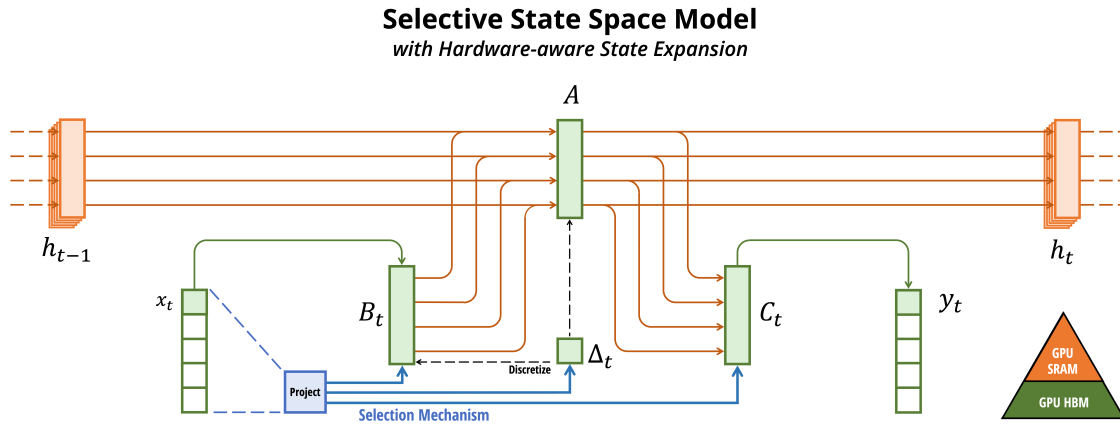 Selective State Space Model
with Hardware-aware State Expansion
A
h_{t−1}
h_t
x_t
B_t
C_t
y_t
Δ_t
Discretize
Project
Selection Mechanism
GPU
SRAM
GPU HBM